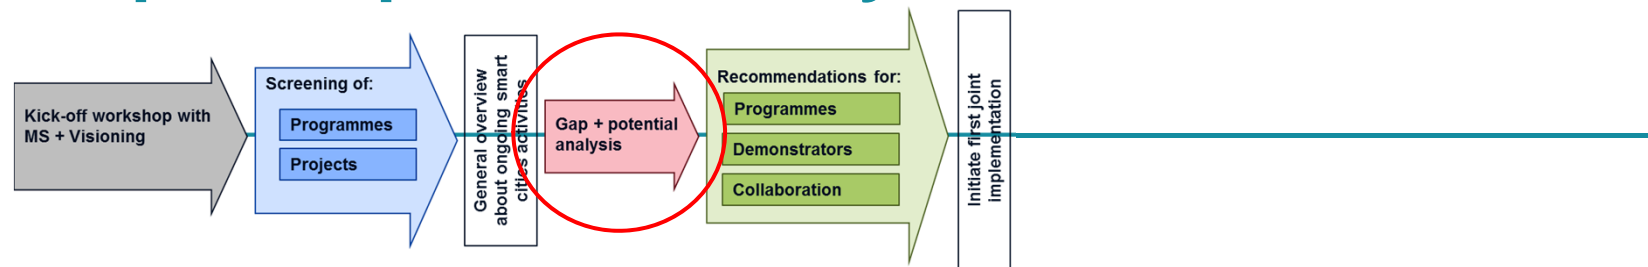 Kick-off workshop with
MS + Visioning
Screening of:
Programmes
Projects
General overview
about ongoing smart
cities activities
Gap + potential
analysis
Recommendations for:
Programmes
Demonstrators
Collaboration
Initiate first joint
implementation